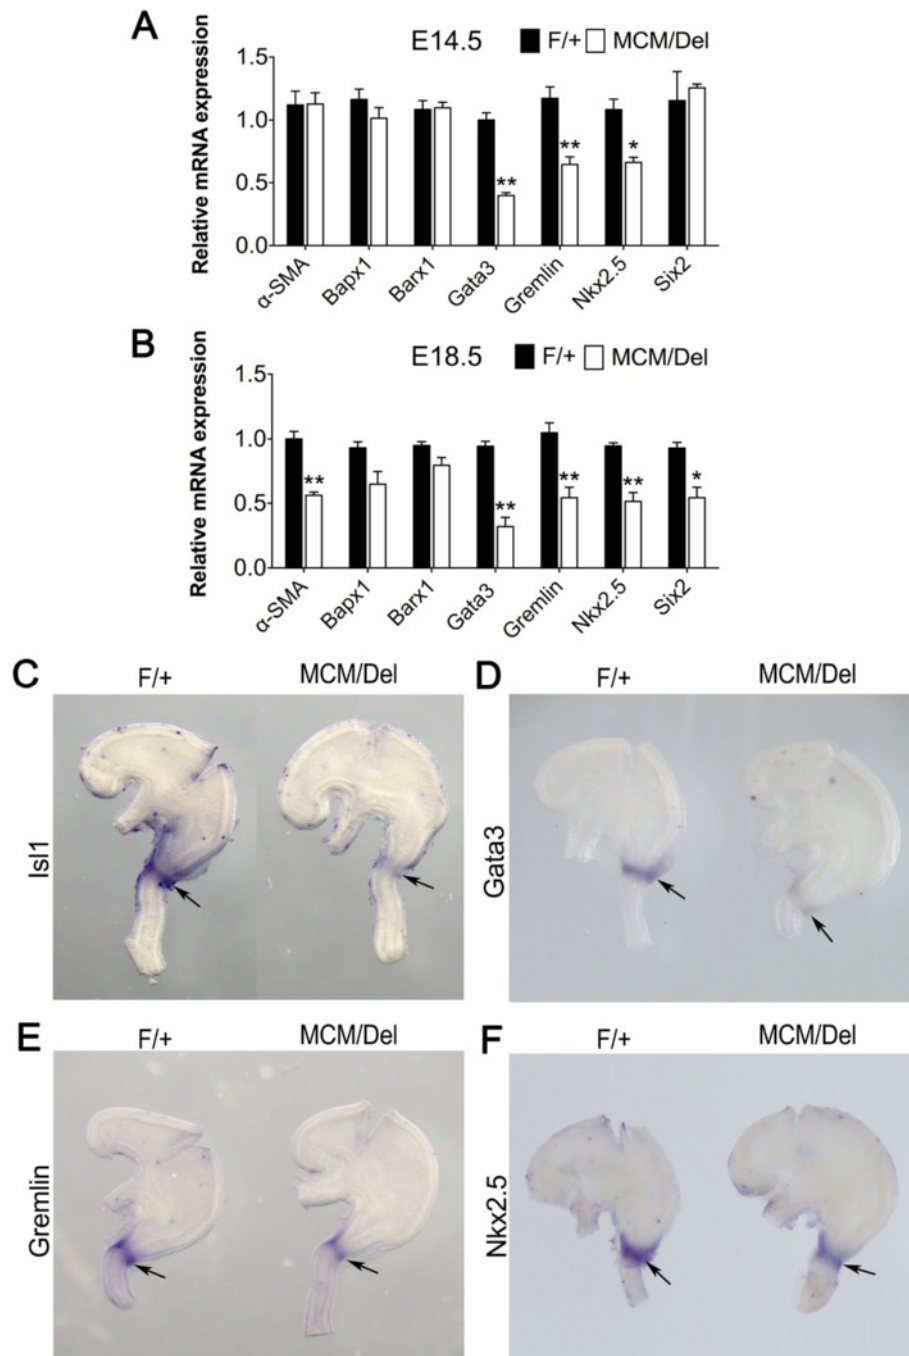 A
E14.5
F/+
MCM/Del
Relative mRNA expression
1.5
1.0
0.5
0.0
**
**
*
α-SMA
Bapx1
Barx1
Gata3
Gremlin
Nkx2.5
Six2
B
E18.5
F/+
MCM/Del
Relative mRNA expression
1.5
1.0
0.5
0.0
**
**
**
**
*
α-SMA
Bapx1
Barx1
Gata3
Gremlin
Nkx2.5
Six2
C
F/+
MCM/Del
Isl1
D
F/+
MCM/Del
Gata3
E
F/+
MCM/Del
Gremlin
F
F/+
MCM/Del
Nkx2.5